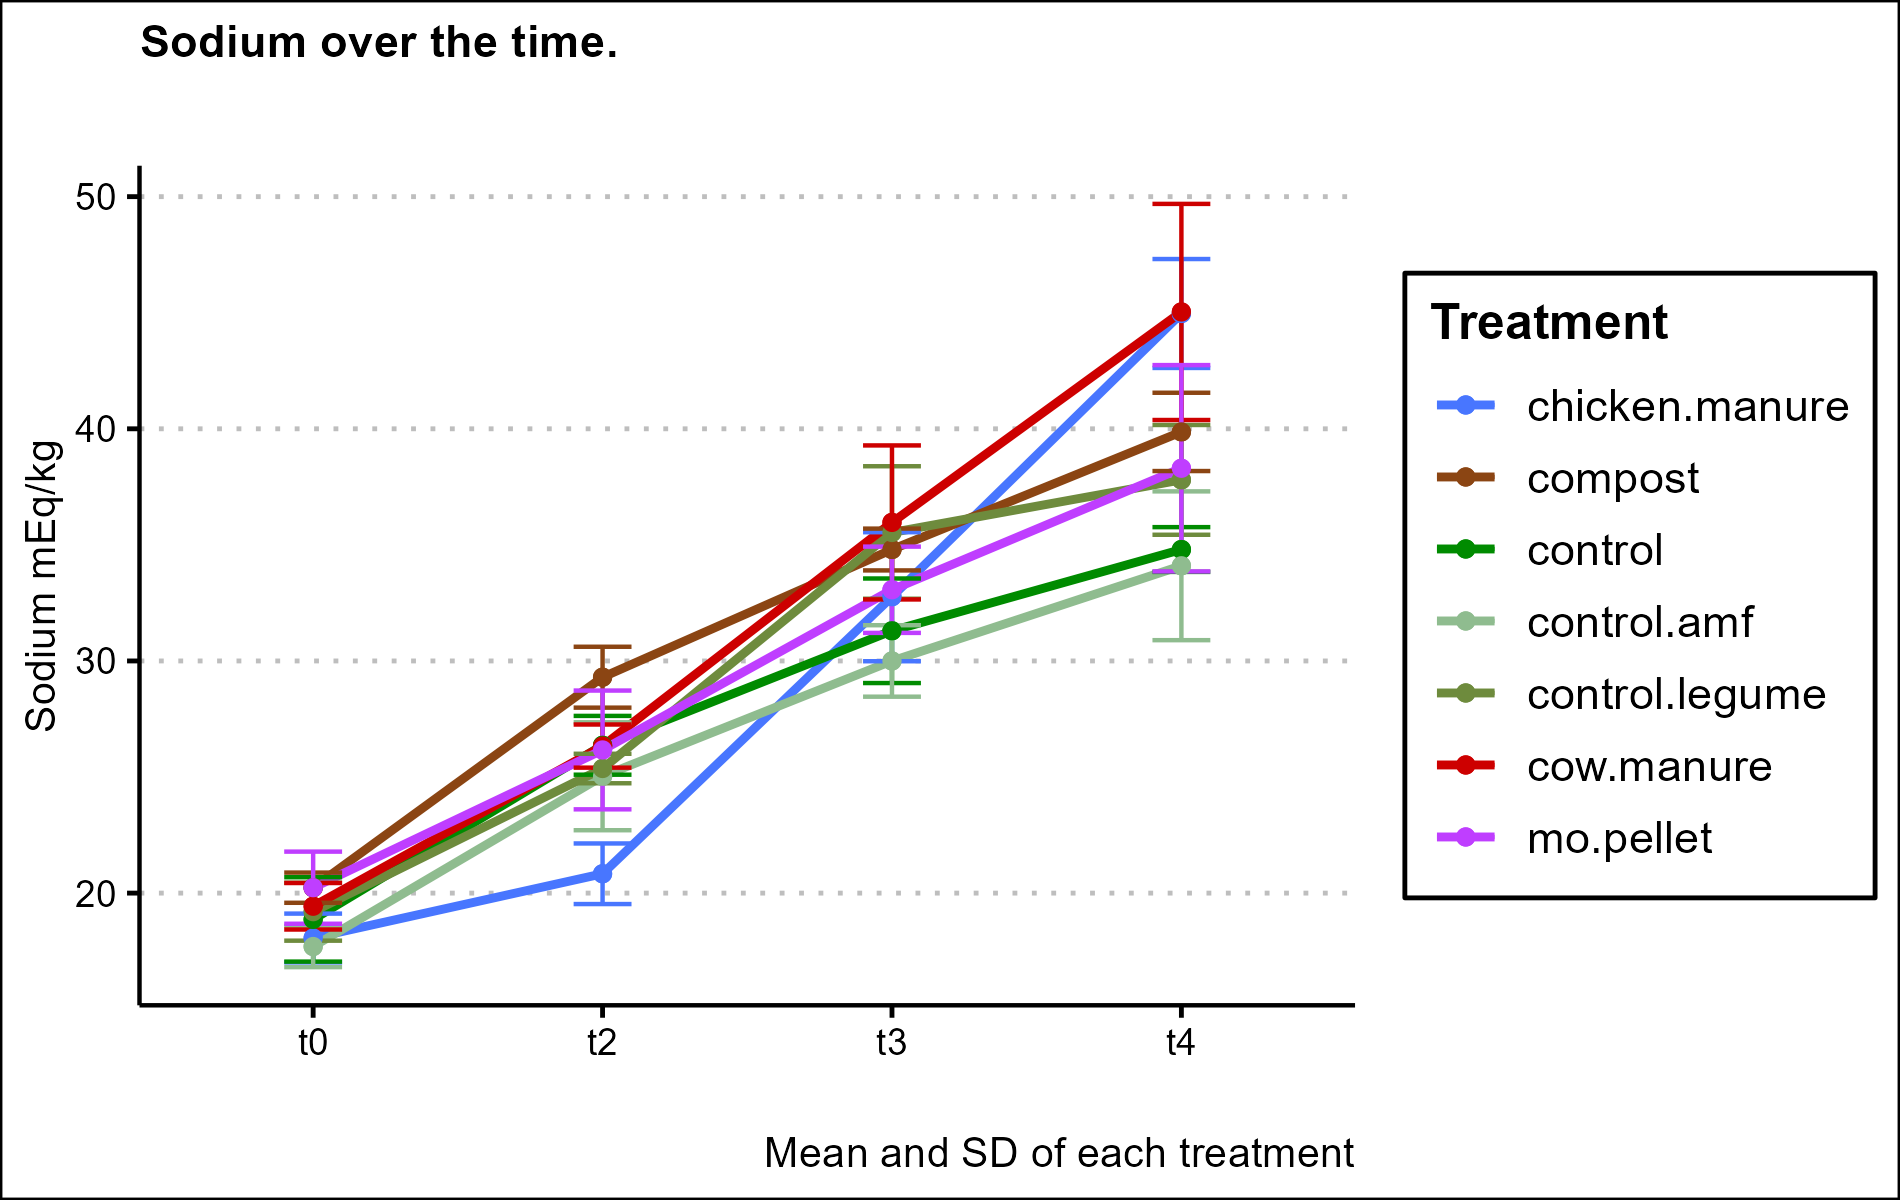 Sodium over the time.
50
40
30
20
Sodium mEq/kg
t0 t2 t3 t4
Mean and SD of each treatment
Treatment
chicken.manure
compost
control
control.amf
control.legume
cow.manure
mo.pellet